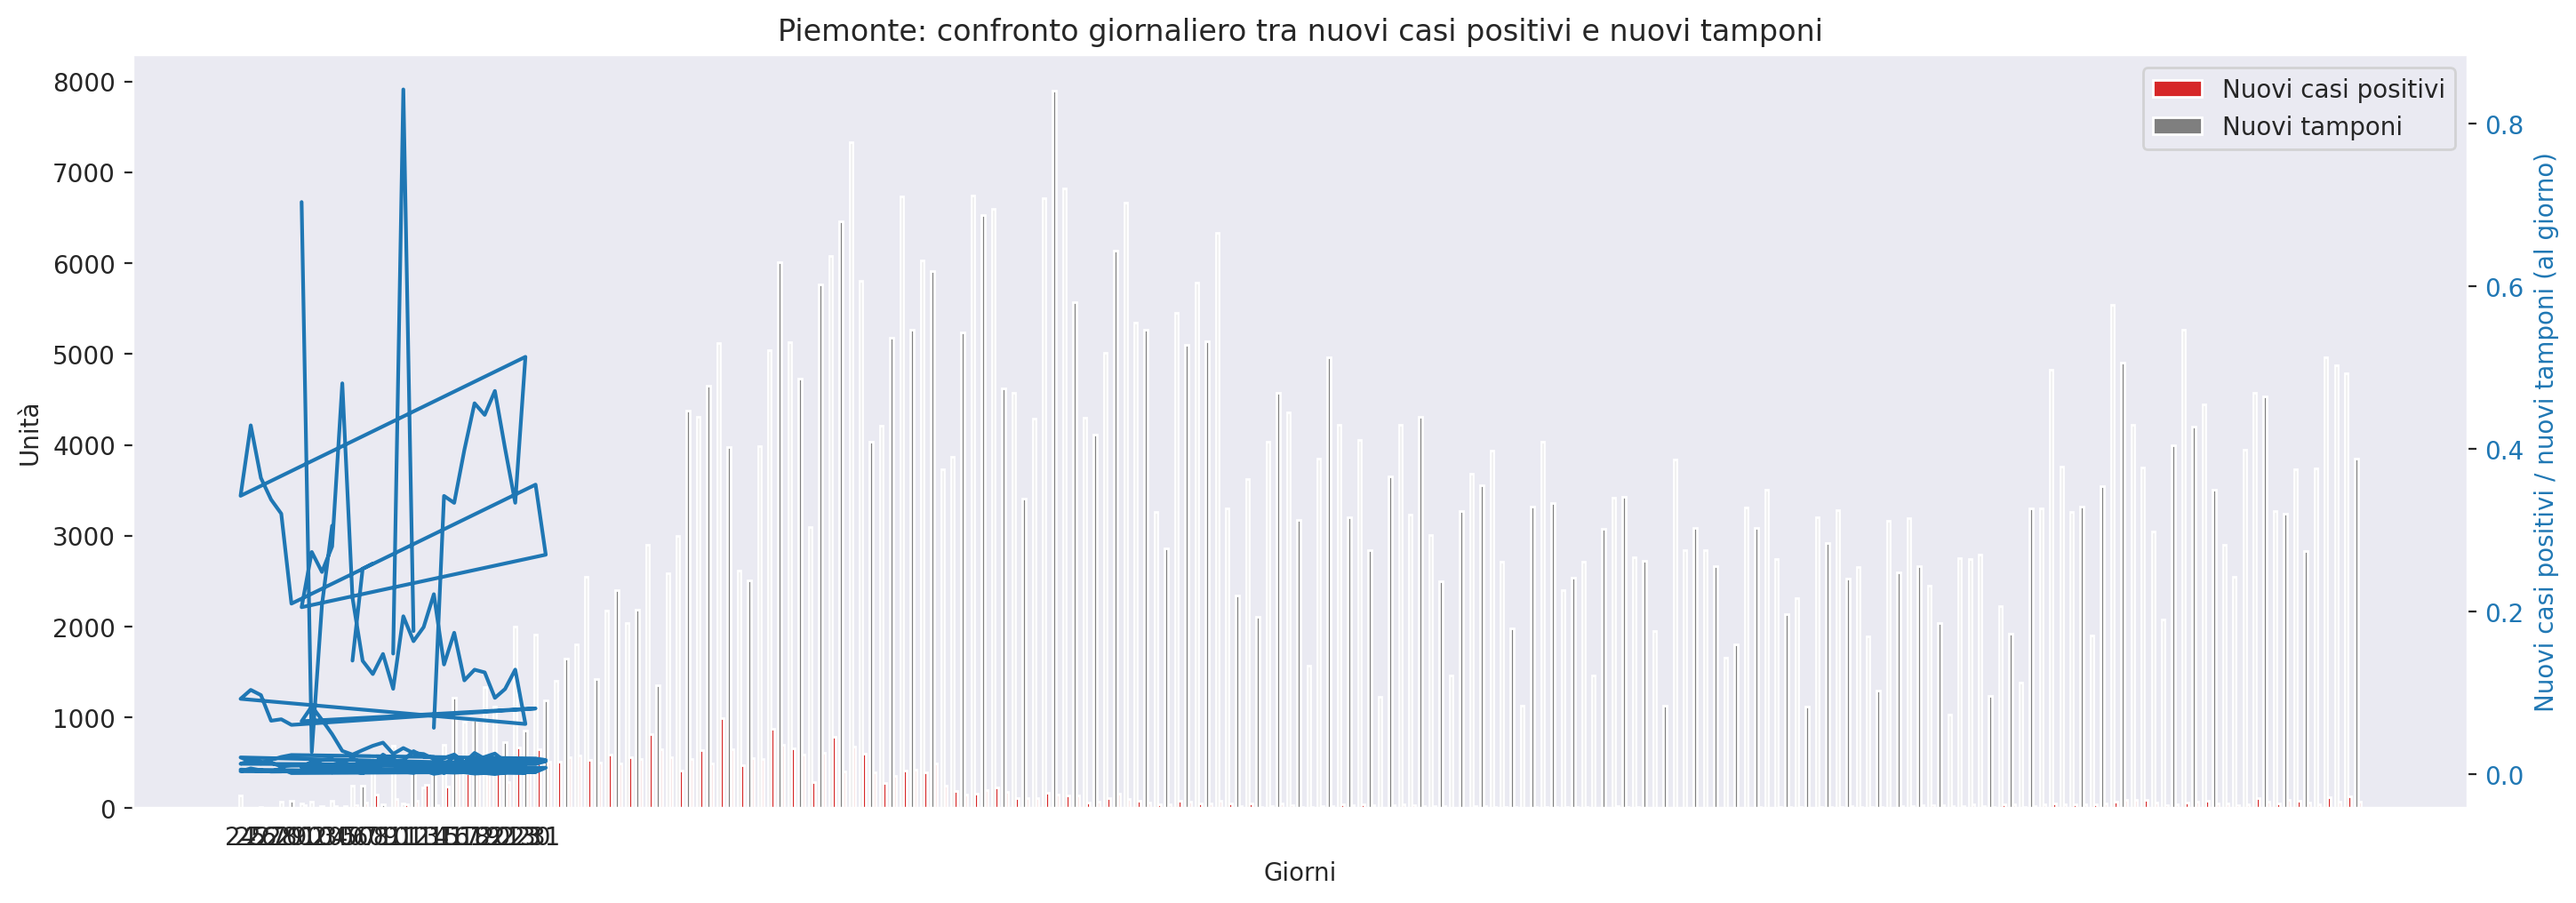 Piemonte: confronto giornaliero tra nuovi casi positivi e nuovi tamponi
Nuovi casi positivi
Nuovi tamponi
8000
7000
6000
5000
4000
3000
2000
1000
0
Unità
0.8
0.6
0.4
0.2
0.0
Nuovi casi positivi / nuovi tamponi (al giorno)
Giorni